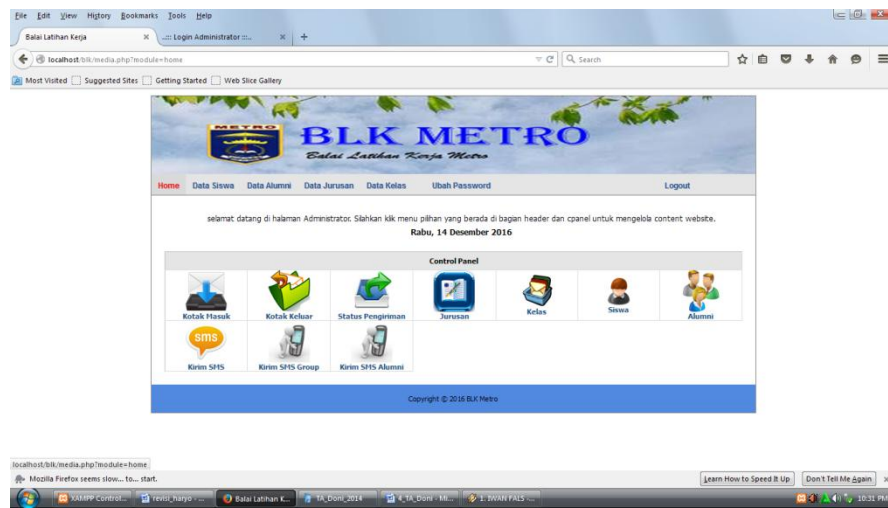 File Edit View History Bookmarks Tools Help
Balai Latihan Kerja × ..::: Login Administrator :::.. × +
localhost/blk/media.php?module=home Search
Most Visited Suggested Sites Getting Started Web Slice Gallery
METRO
BLK METRO
Balai Latihan Kerja Metro
Home Data Siswa Data Alumni Data Jurusan Data Kelas Ubah Password Logout
selamat datang di halaman Administrator. Silahkan klik menu pilihan yang berada di bagian header dan cpanel untuk mengelola content website.
Rabu, 14 Desember 2016
Control Panel
Kotak Masuk Kotak Keluar Status Pengiriman Jurusan Kelas Siswa Alumni
sms
Kirim SMS Kirim SMS Group Kirim SMS Alumni
Copyright © 2016 BLK Metro
localhost/blk/media.php?module=home
Mozilla Firefox seems slow... to... start. Learn How to Speed It Up Don't Tell Me Again ×
XAMPP Control... revisi_haryo - ... Balai Latihan K... TA_Doni_2014 4_TA_Doni - Mi... 1. IWAN FALS -... 10:31 PM